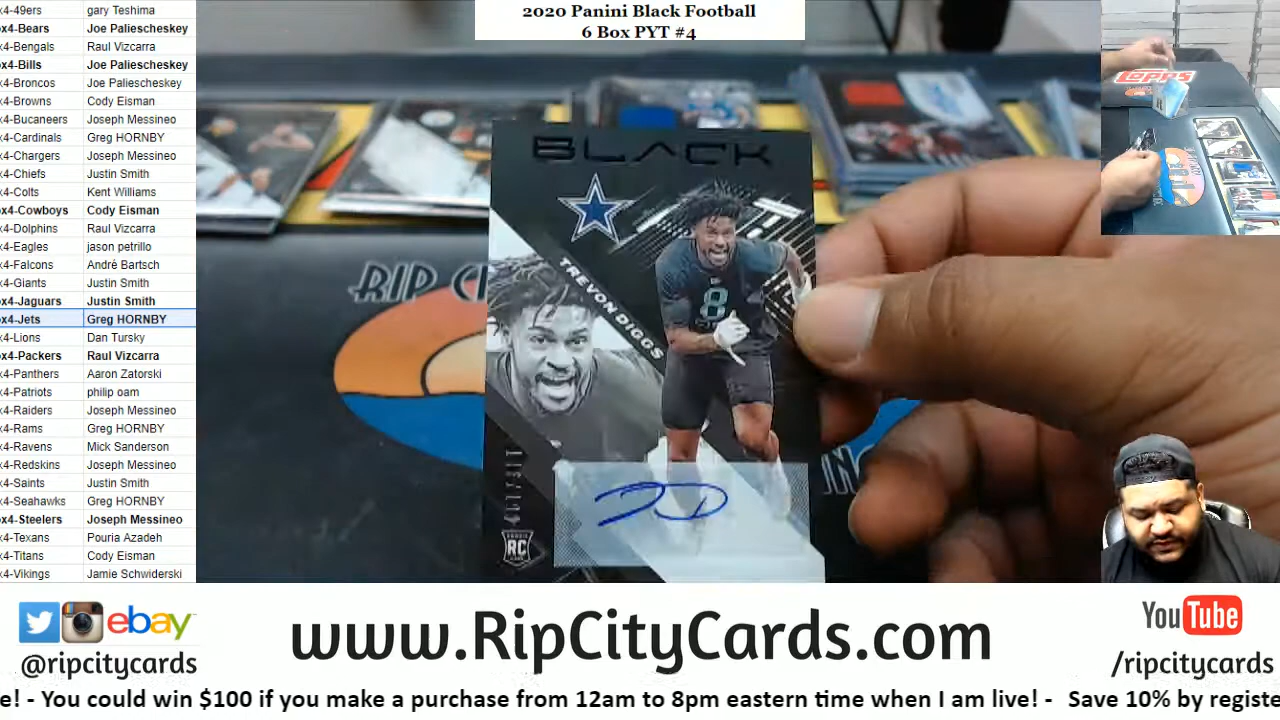 x4-49ers gary Teshima
x4-Bears Joe Paliescheskey
x4-Bengals Raul Vizcarra
x4-Bills Joe Paliescheskey
x4-Broncos Joe Paliescheskey
x4-Browns Cody Eisman
x4-Bucaneers Joseph Messineo
x4-Cardinals Greg HORNBY
x4-Chargers Joseph Messineo
x4-Chiefs Justin Smith
x4-Colts Kent Williams
x4-Cowboys Cody Eisman
x4-Dolphins Raul Vizcarra
x4-Eagles jason petrillo
x4-Falcons Andrè Bartsch
x4-Giants Justin Smith
x4-Jaguars Justin Smith
x4-Jets Greg HORNBY
x4-Lions Dan Tursky
x4-Packers Raul Vizcarra
x4-Panthers Aaron Zatorski
x4-Patriots philip oam
x4-Raiders Joseph Messineo
x4-Rams Greg HORNBY
x4-Ravens Mick Sanderson
x4-Redskins Joseph Messineo
x4-Saints Justin Smith
x4-Seahawks Greg HORNBY
x4-Steelers Joseph Messineo
x4-Texans Pouria Azadeh
x4-Titans Cody Eisman
x4-Vikings Jamie Schwiderski
2020 Panini Black Football
6 Box PYT #4
BLACK
TREVON DIGGS
8
RC
RIP C
Topps
ebay
@ripcitycards
www.RipCityCards.com
YouTube
/ripcitycards
e! - You could win $100 if you make a purchase from 12am to 8pm eastern time when I am live! - Save 10% by registe